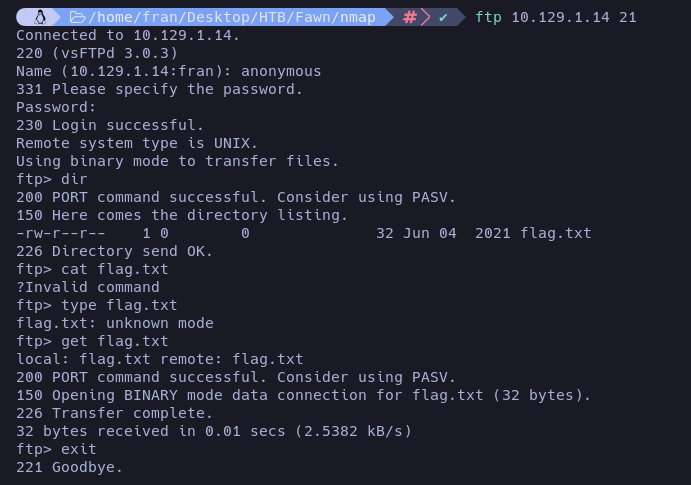 /home/fran/Desktop/HTB/Fawn/nmap # ✔ ftp 10.129.1.14 21
Connected to 10.129.1.14.
220 (vsFTPd 3.0.3)
Name (10.129.1.14:fran): anonymous
331 Please specify the password.
Password:
230 Login successful.
Remote system type is UNIX.
Using binary mode to transfer files.
ftp> dir
200 PORT command successful. Consider using PASV.
150 Here comes the directory listing.
-rw-r--r--    1 0        0              32 Jun 04  2021 flag.txt
226 Directory send OK.
ftp> cat flag.txt
?Invalid command
ftp> type flag.txt
flag.txt: unknown mode
ftp> get flag.txt
local: flag.txt remote: flag.txt
200 PORT command successful. Consider using PASV.
150 Opening BINARY mode data connection for flag.txt (32 bytes).
226 Transfer complete.
32 bytes received in 0.01 secs (2.5382 kB/s)
ftp> exit
221 Goodbye.